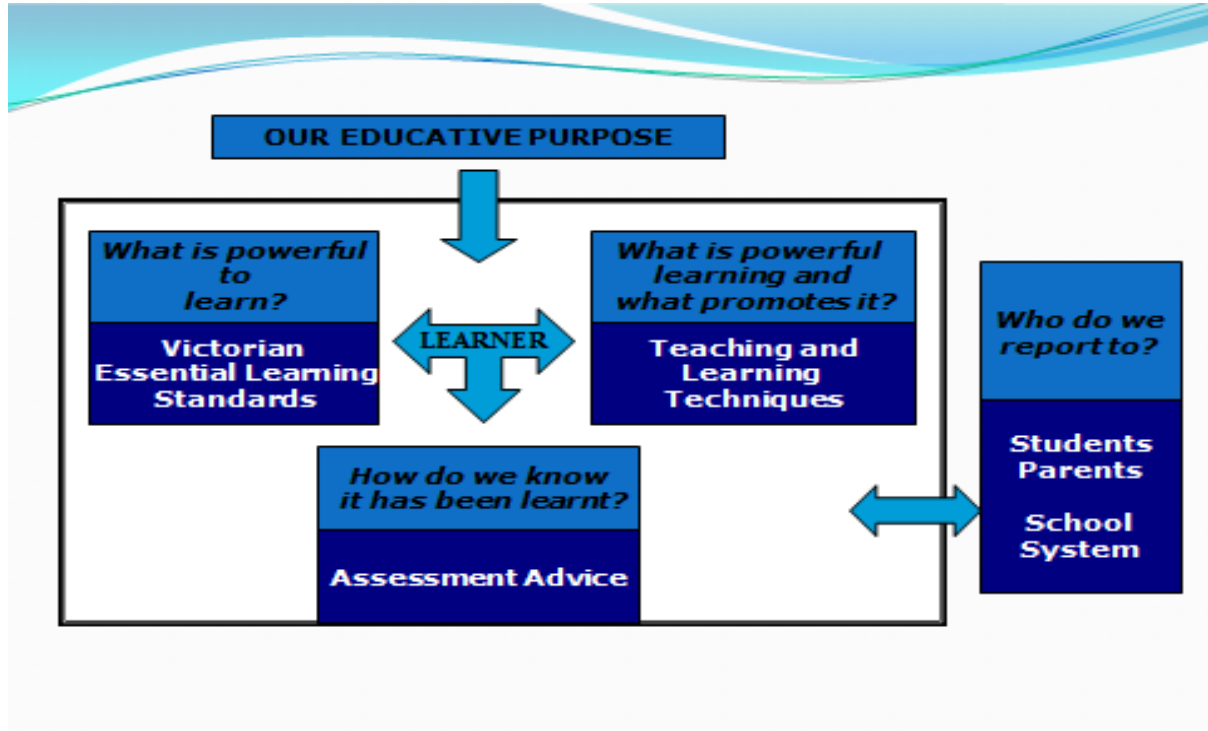 OUR EDUCATIVE PURPOSE
What is powerful
to
learn?
Victorian
Essential Learning
Standards
LEARNER
What is powerful
learning and
what promotes it?
Teaching and
Learning
Techniques
How do we know
it has been learnt?
Assessment Advice
Who do we
report to?
Students
Parents
School
System